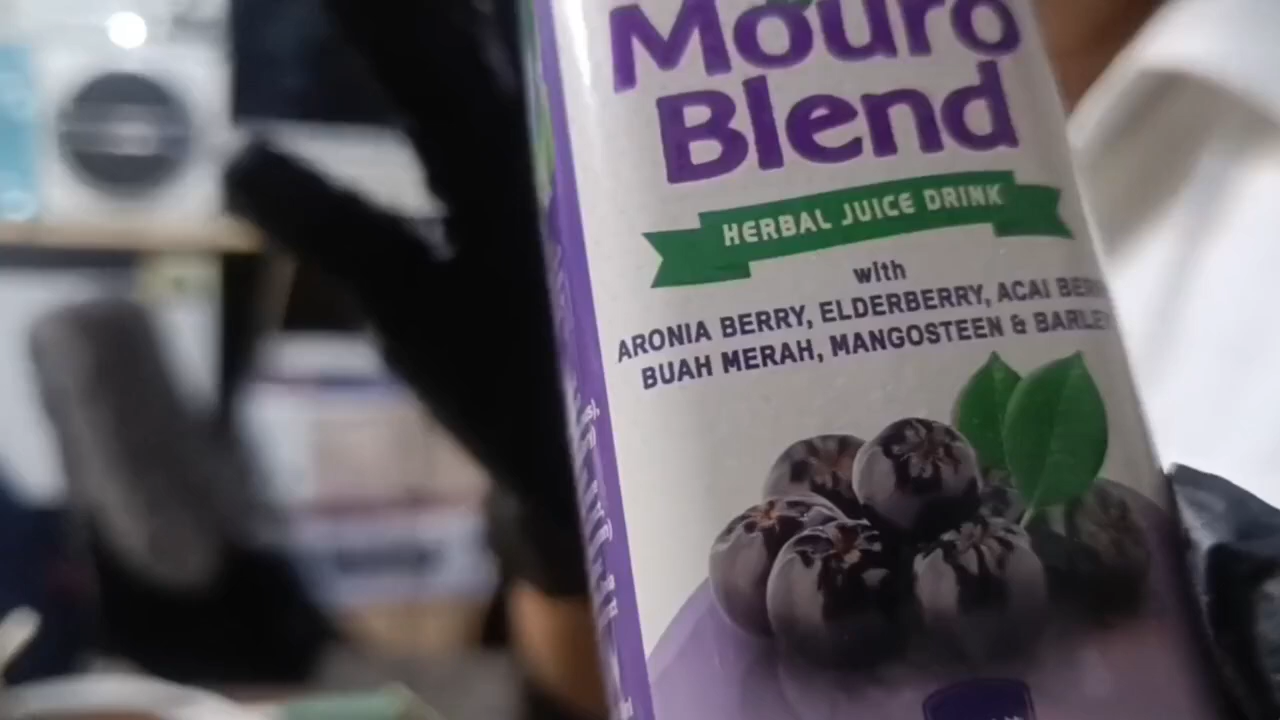 Mouro
Blend
HERBAL JUICE DRINK
with
ARONIA BERRY, ELDERBERRY, ACAI
BUAH MERAH, MANGOSTEEN & BARLEY